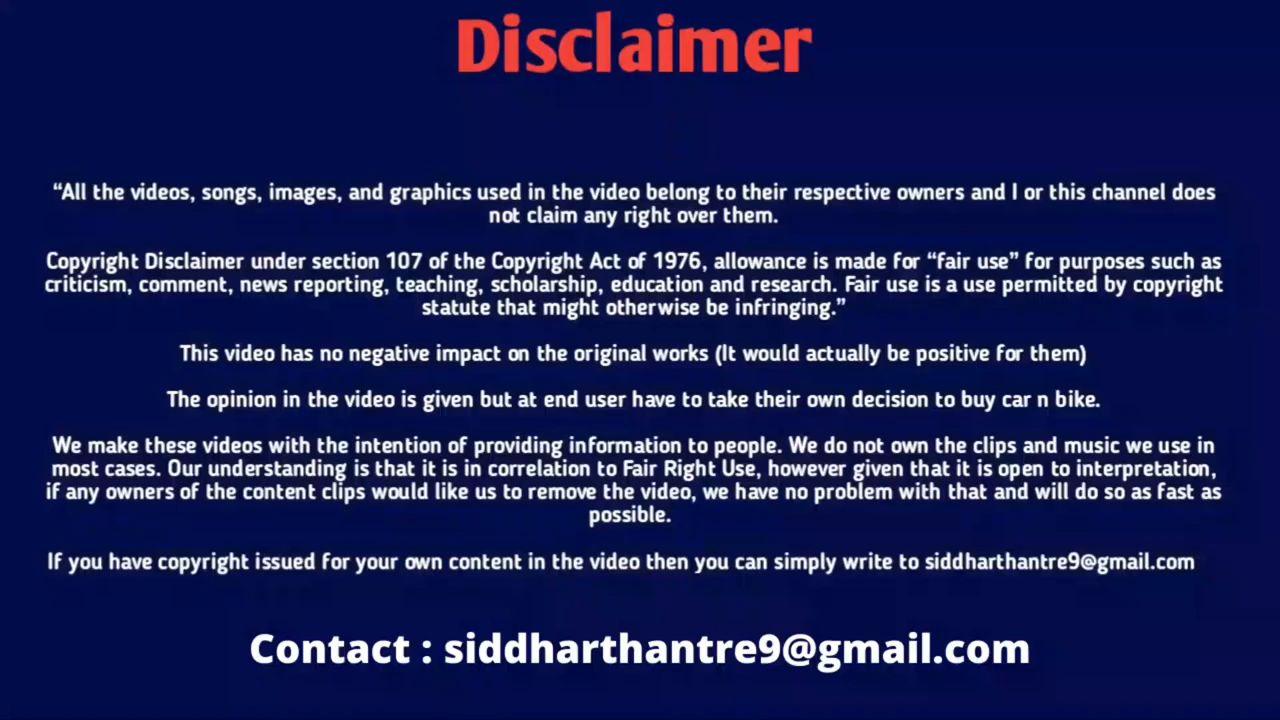 Disclaimer
“All the videos, songs, images, and graphics used in the video belong to their respective owners and I or this channel does
not claim any right over them.
Copyright Disclaimer under section 107 of the Copyright Act of 1976, allowance is made for “fair use” for purposes such as
criticism, comment, news reporting, teaching, scholarship, education and research. Fair use is a use permitted by copyright
statute that might otherwise be infringing.”
This video has no negative impact on the original works (It would actually be positive for them)
The opinion in the video is given but at end user have to take their own decision to buy car n bike.
We make these videos with the intention of providing information to people. We do not own the clips and music we use in
most cases. Our understanding is that it is in correlation to Fair Right Use, however given that it is open to interpretation,
if any owners of the content clips would like us to remove the video, we have no problem with that and will do so as fast as
possible.
If you have copyright issued for your own content in the video then you can simply write to siddharthantre9@gmail.com
Contact : siddharthantre9@gmail.com